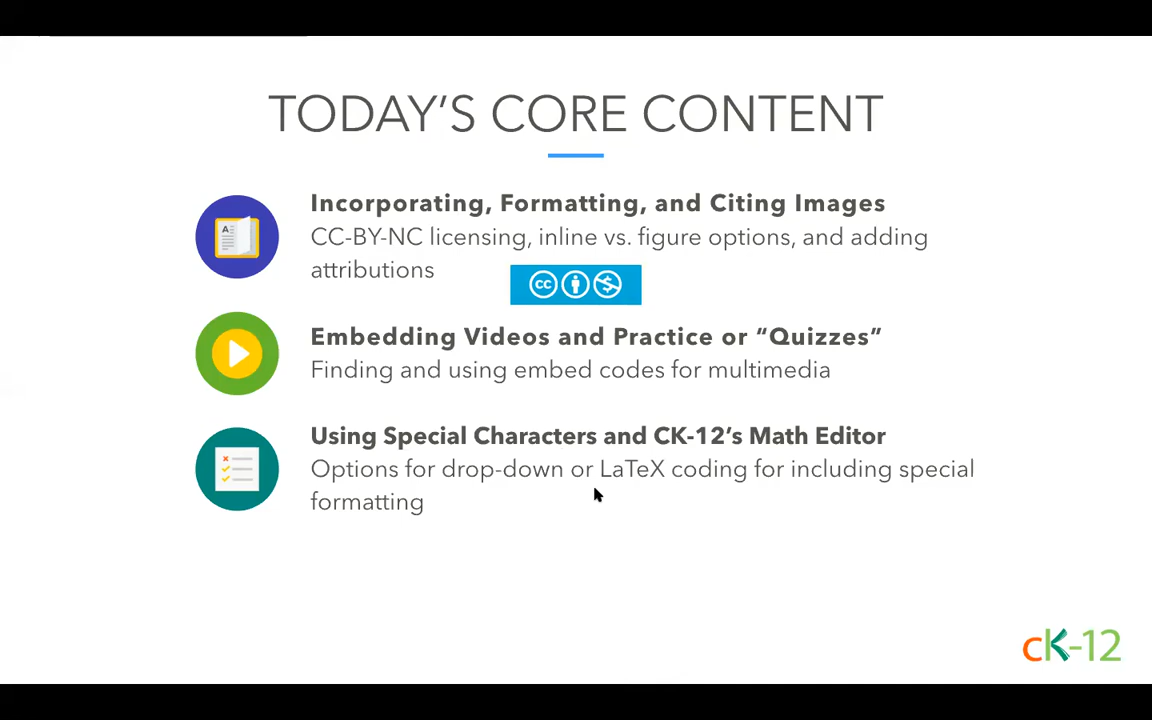 TODAY'S CORE CONTENT
Incorporating, Formatting, and Citing Images
CC-BY-NC licensing, inline vs. figure options, and adding
attributions
cc
Embedding Videos and Practice or “Quizzes”
Finding and using embed codes for multimedia
Using Special Characters and CK-12’s Math Editor
Options for drop-down or LaTeX coding for including special
formatting
cK-12